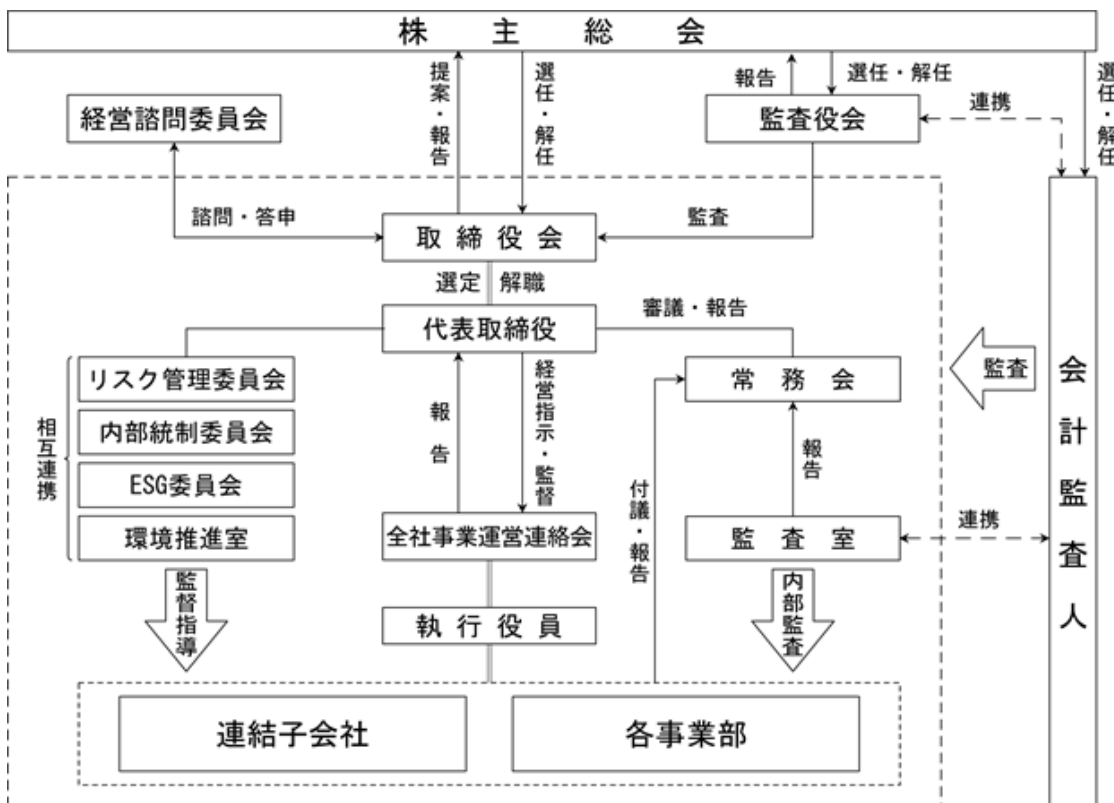 株主総会
提案・報告
選任・解任
報告
選任・解任
選任・解任
経営諮問委員会
監査役会
連携
諮問・答申
取締役会
監査
選定
解職
代表取締役
審議・報告
リスク管理委員会
内部統制委員会
ESG委員会
環境推進室
相互連携
報告
経営指示・監督
常務会
監査
会計監査人
報告
付議・報告
全社事業運営連絡会
監査室
連携
監督指導
執行役員
内部監査
連結子会社
各事業部